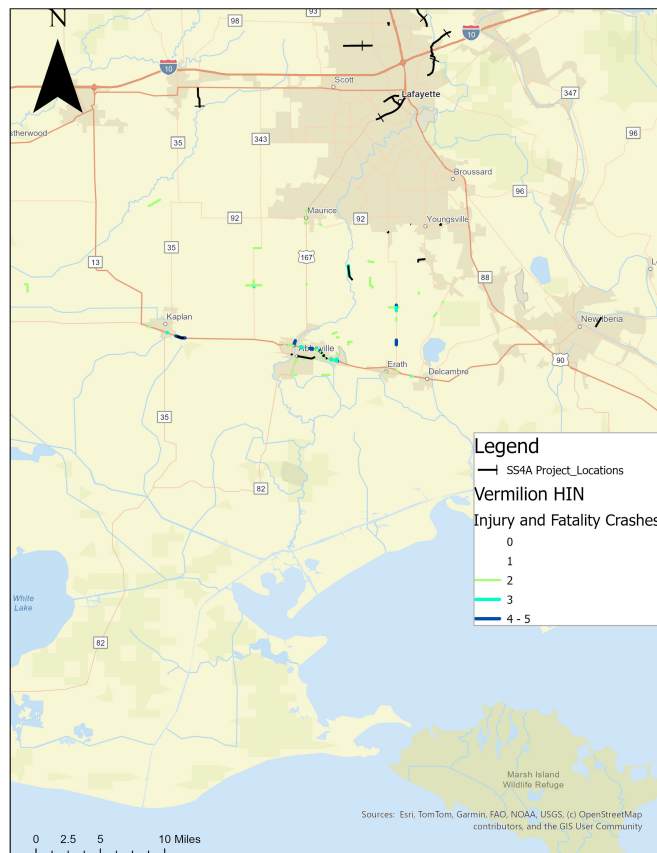 N
93
98
10
10
Scott
Lafayette
347
therwood
35
343
96
Broussard
96
Maurice
92
92
Youngsville
35
167
13
88
Kaplan
New Iberia
Abbeville
90
Erath
Delcambre
35
82
White
Lake
82
Legend
SS4A Project_Locations
Vermilion HIN
Injury and Fatality Crashes
0
1
2
3
4 - 5
Marsh Island
Wildlife Refuge
Sources: Esri, TomTom, Garmin, FAO, NOAA, USGS, (c) OpenStreetMap
contributors, and the GIS User Community
0 2.5 5 10 Miles